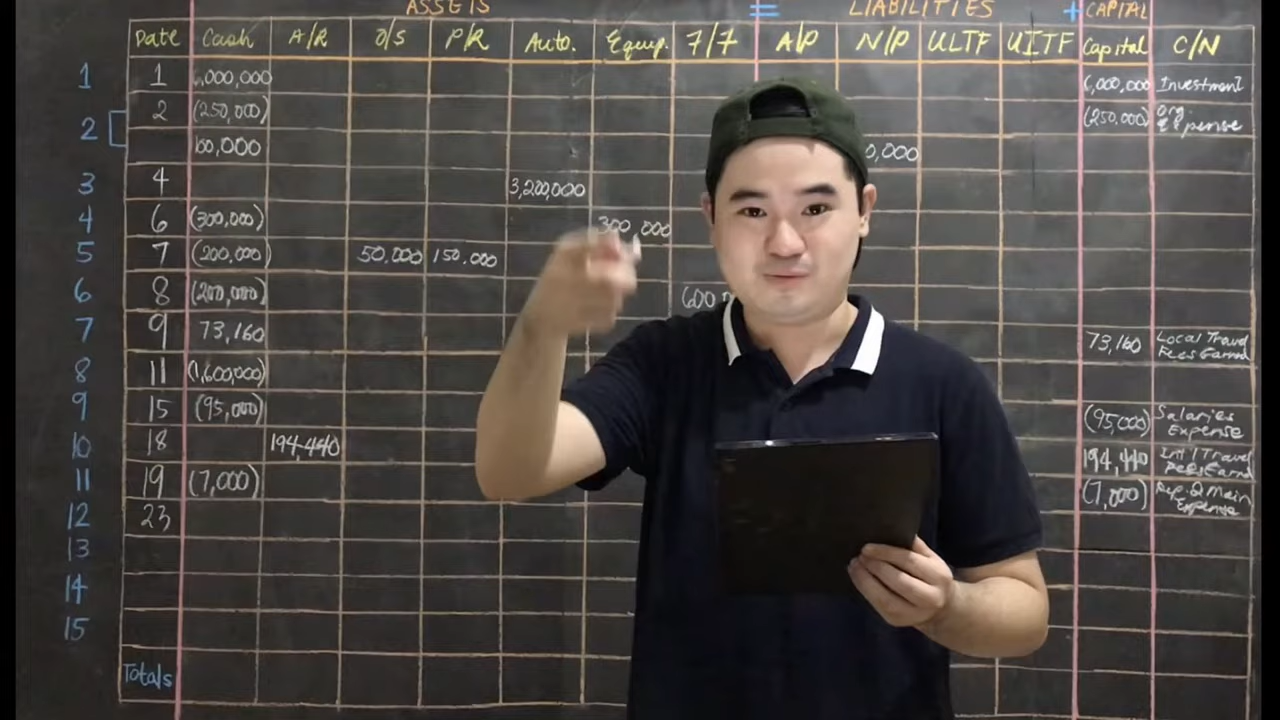 ASSETS = LIABILITIES + CAPITAL
Date Cash A/R O/S P/R Auto. Equip. 7/7 A/P N/P ULTF UITF Capital C/N
1 1 ,000,000 ,000,000 Investment
2 2 (250,000) (250,000) Org. Expense
00,000 0,000
3 4 3,200,000
4 6 (300,000) 300,000
5 7 (200,000) 50,000 150,000
6 8 (200,000) 600
7 9 73,160 73,160 Local Travel Fees Earned
8 11 (1,600,000)
9 15 (95,000) (95,000) Salaries Expense
10 18 194,440 194,440 Int'l Travel Fees Earned
11 19 (7,000) (7,000) Rep. & Main Expense
12 23
13
14
15
Totals